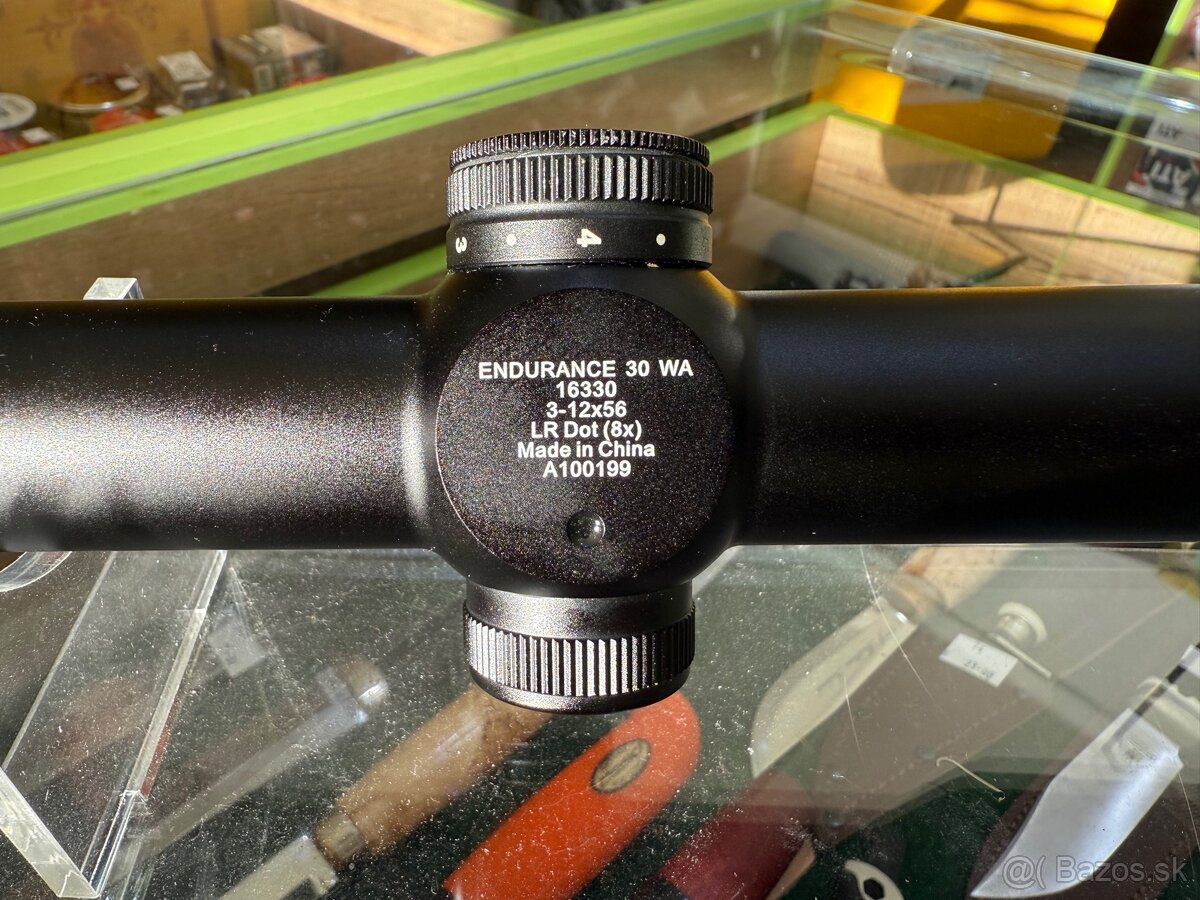 3 • 4 •
ENDURANCE 30 WA
16330
3-12x56
LR Dot (8x)
Made in China
A100199
@( Bazos.sk